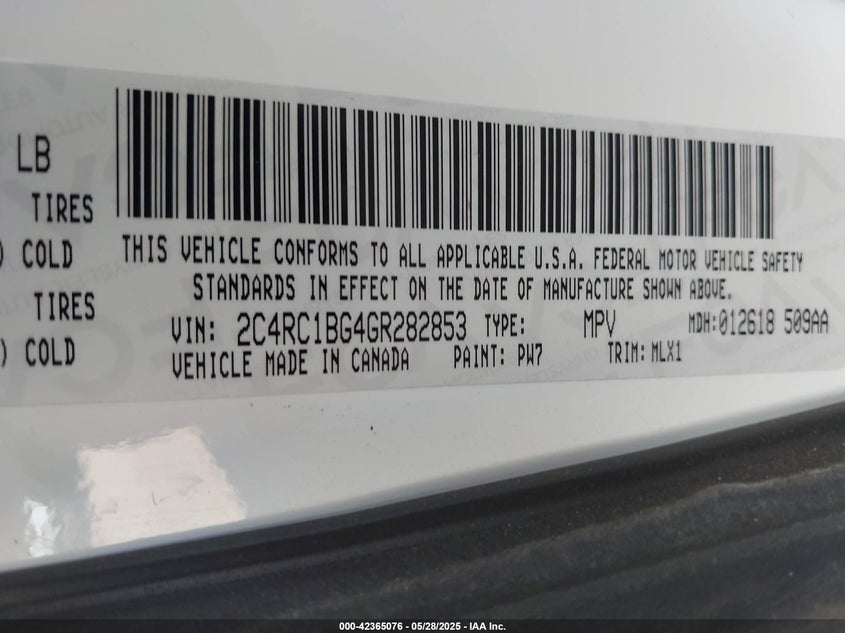 LB
TIRES
) COLD
TIRES
) COLD
THIS VEHICLE CONFORMS TO ALL APPLICABLE U.S.A. FEDERAL MOTOR VEHICLE SAFETY
STANDARDS IN EFFECT ON THE DATE OF MANUFACTURE SHOWN ABOVE.
VIN: 2C4RC1BG4GR282853 TYPE: MPV MDH:012618 509AA
VEHICLE MADE IN CANADA PAINT: PW7 TRIM: MLX1
000-42365076 - 05/28/2025 - IAA Inc.